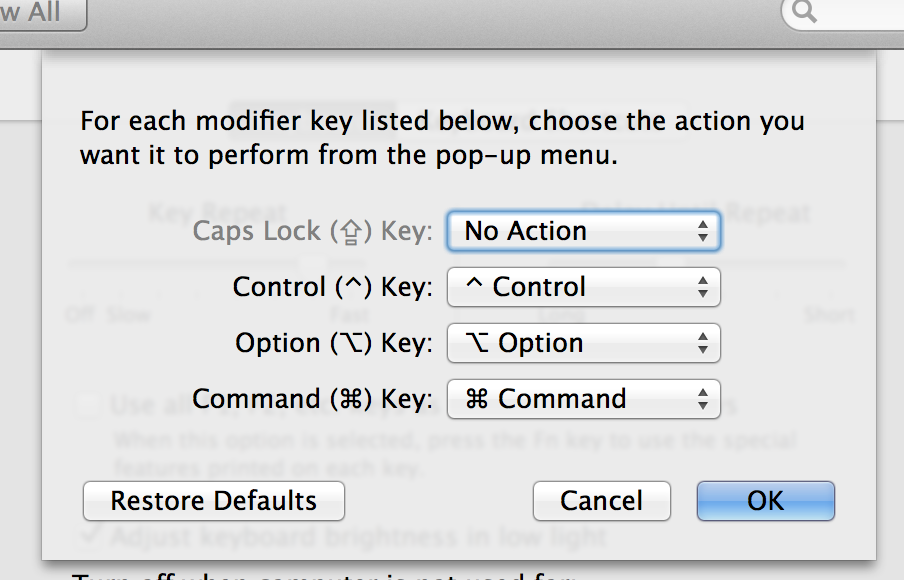 w All
For each modifier key listed below, choose the action you
want it to perform from the pop-up menu.
Key Repeat
Repeat
Caps Lock (⇪) Key: No Action
Control (^) Key: ^ Control
Off Slow
Fast
Long
Short
Option (⌥) Key: ⌥ Option
Command (⌘) Key: ⌘ Command
Use all
When this option is selected, press the Fn key to use the special
features printed on each key.
Restore Defaults
Cancel
OK
Adjust keyboard brightness in low light
Turn off when computer is not used for: